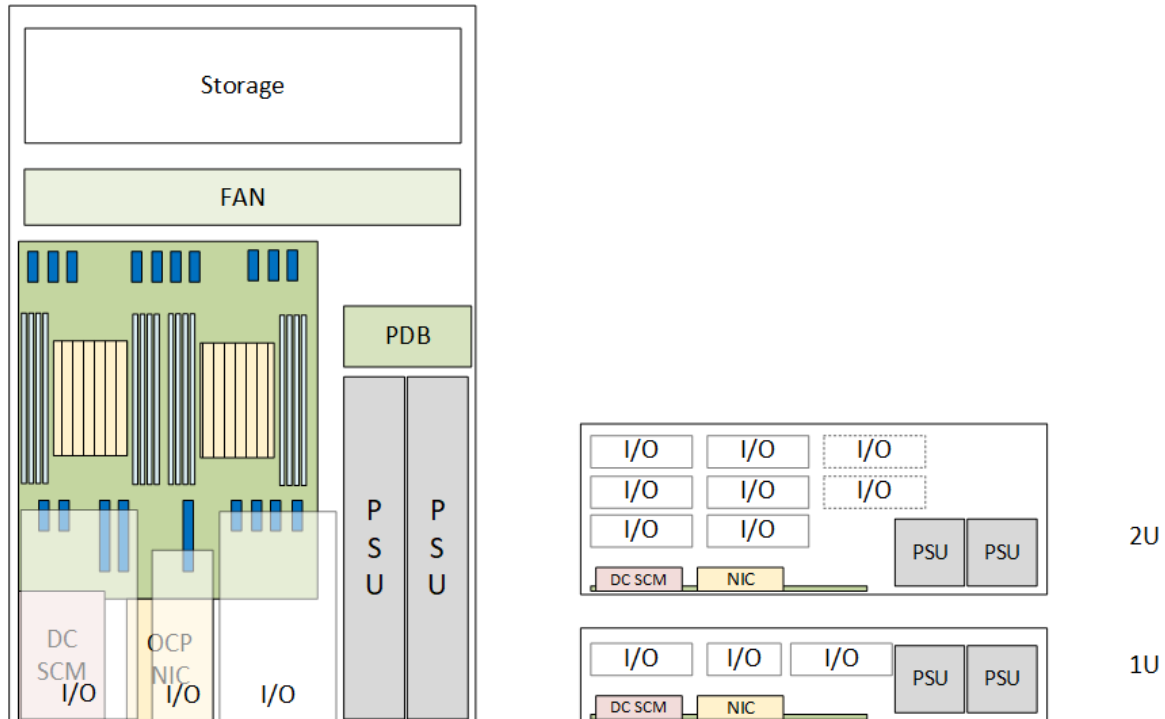 Storage
FAN
PDB
P
S
U
P
S
U
DC
SCM
OCP
NIC
I/O
I/O
I/O
I/O
I/O
I/O
I/O
I/O
I/O
I/O
I/O
DC SCM
NIC
PSU
PSU
2U
I/O
I/O
I/O
DC SCM
NIC
PSU
PSU
1U